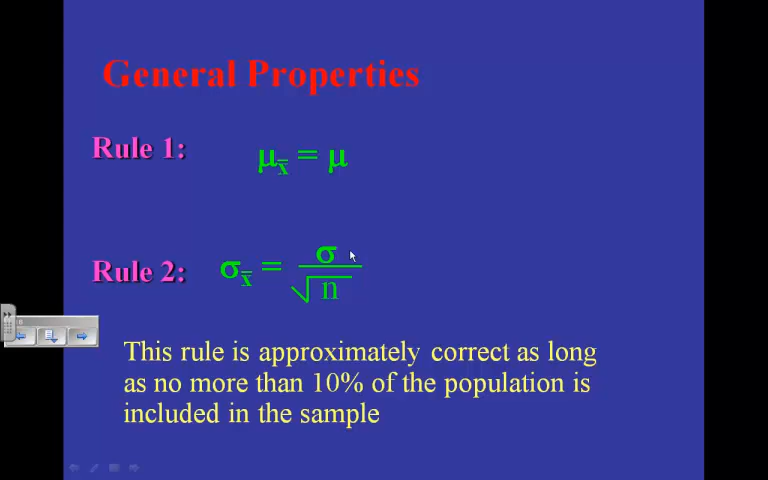 General Properties
Rule 1: μx̄ = μ
Rule 2: σx̄ = σ/√n
This rule is approximately correct as long
as no more than 10% of the population is
included in the sample